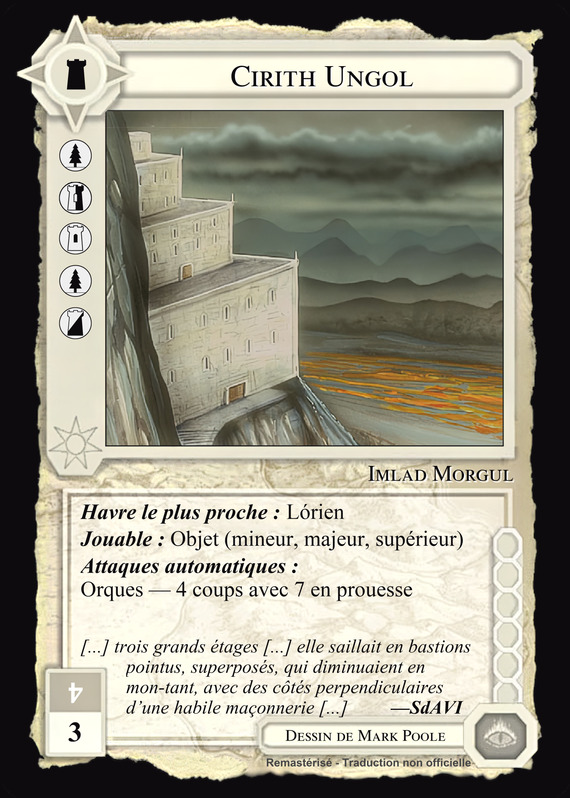 Cirith Ungol
Imlad Morgul
Havre le plus proche : Lórien
Jouable : Objet (mineur, majeur, supérieur)
Attaques automatiques :
Orques — 4 coups avec 7 en prouesse
[...] trois grands étages [...] elle saillait en bastions
pointus, superposés, qui diminuaient en
mon-tant, avec des côtés perpendiculaires
d’une habile maçonnerie [...] —SdAVI
4
3
Dessin de Mark Poole
Remastérisé - Traduction non officielle